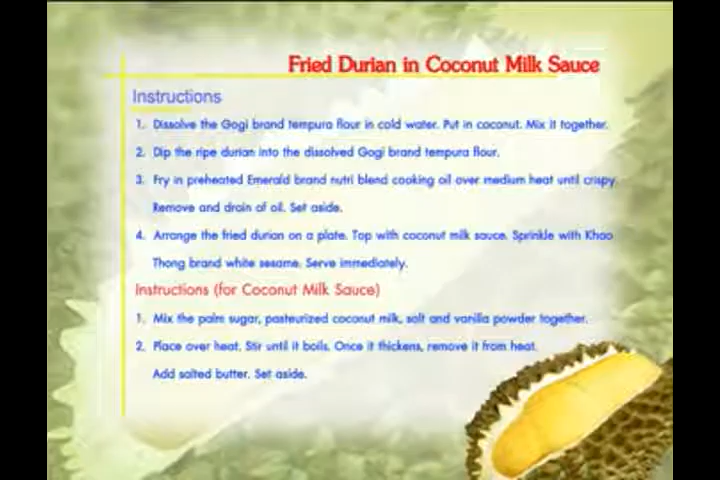 Fried Durian in Coconut Milk Sauce
Instructions
1. Dissolve the Gogi brand tempura flour in cold water. Put in coconut. Mix it together.
2. Dip the ripe durian into the dissolved Gogi brand tempura flour.
3. Fry in preheated Emerald brand nutri blend cooking oil over medium heat until crispy.
Remove and drain of oil. Set aside.
4. Arrange the fried durian on a plate. Top with coconut milk sauce. Sprinkle with Khao
Thong brand white sesame. Serve immediately.
Instructions (for Coconut Milk Sauce)
1. Mix the palm sugar, pasteurized coconut milk, salt and vanilla powder together.
2. Place over heat. Stir until it boils. Once it thickens, remove it from heat.
Add salted butter. Set aside.